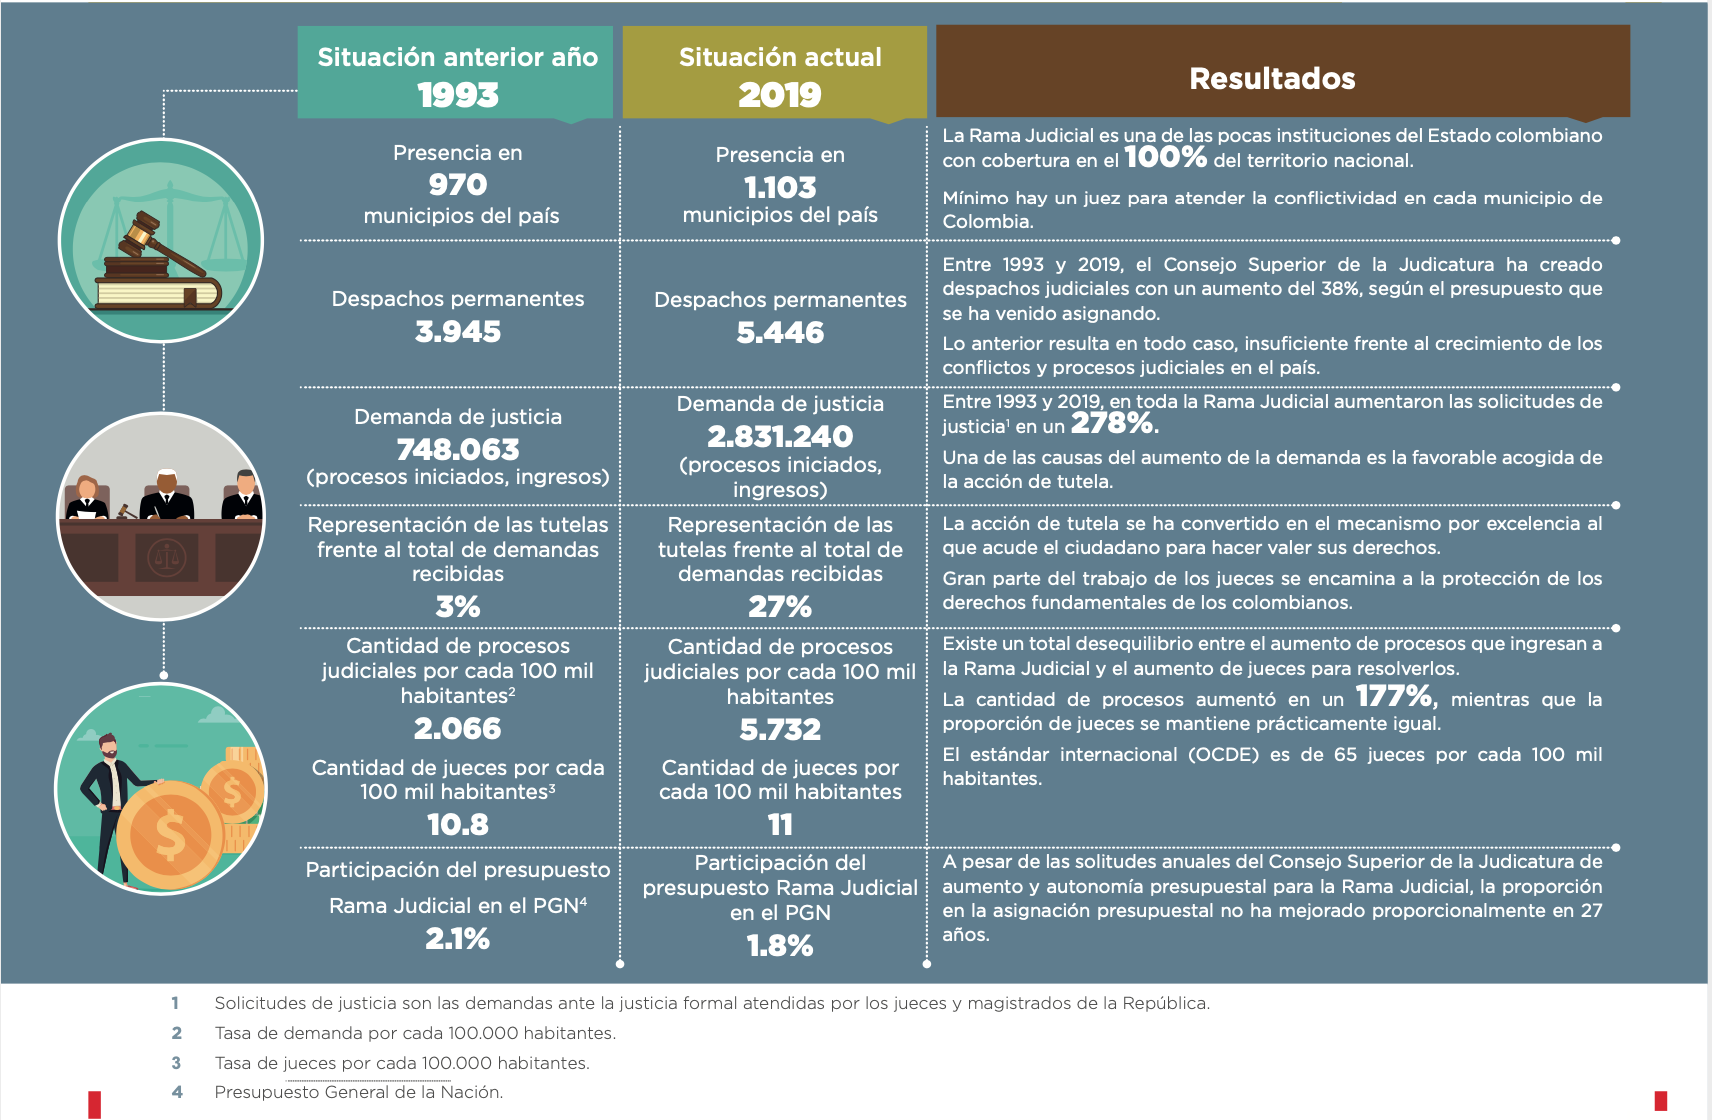 Situación anterior año
1993
Situación actual
2019
Resultados
Presencia en
970
municipios del país
Presencia en
1.103
municipios del país
La Rama Judicial es una de las pocas instituciones del Estado colombiano
con cobertura en el 100% del territorio nacional.
Mínimo hay un juez para atender la conflictividad en cada municipio de
Colombia.
Despachos permanentes
3.945
Despachos permanentes
5.446
Entre 1993 y 2019, el Consejo Superior de la Judicatura ha creado
despachos judiciales con un aumento del 38%, según el presupuesto que
se ha venido asignando.
Lo anterior resulta en todo caso, insuficiente frente al crecimiento de los
conflictos y procesos judiciales en el país.
Demanda de justicia
748.063
(procesos iniciados, ingresos)
Demanda de justicia
2.831.240
(procesos iniciados,
ingresos)
Entre 1993 y 2019, en toda la Rama Judicial aumentaron las solicitudes de
justicia¹ en un 278%.
Una de las causas del aumento de la demanda es la favorable acogida de
la acción de tutela.
Representación de las tutelas
frente al total de demandas
recibidas
3%
Representación de las
tutelas frente al total de
demandas recibidas
27%
La acción de tutela se ha convertido en el mecanismo por excelencia al
que acude el ciudadano para hacer valer sus derechos.
Gran parte del trabajo de los jueces se encamina a la protección de los
derechos fundamentales de los colombianos.
Cantidad de procesos
judiciales por cada 100 mil
habitantes²
2.066
Cantidad de jueces por cada
100 mil habitantes³
10.8
Cantidad de procesos
judiciales por cada 100 mil
habitantes
5.732
Cantidad de jueces por
cada 100 mil habitantes
11
Existe un total desequilibrio entre el aumento de procesos que ingresan a
la Rama Judicial y el aumento de jueces para resolverlos.
La cantidad de procesos aumentó en un 177%, mientras que la
proporción de jueces se mantiene prácticamente igual.
El estándar internacional (OCDE) es de 65 jueces por cada 100 mil
habitantes.
Participación del presupuesto
Rama Judicial en el PGN⁴
2.1%
Participación del
presupuesto Rama Judicial
en el PGN
1.8%
A pesar de las solitudes anuales del Consejo Superior de la Judicatura de
aumento y autonomía presupuestal para la Rama Judicial, la proporción
en la asignación presupuestal no ha mejorado proporcionalmente en 27
años.
1 Solicitudes de justicia son las demandas ante la justicia formal atendidas por los jueces y magistrados de la República.
2 Tasa de demanda por cada 100.000 habitantes.
3 Tasa de jueces por cada 100.000 habitantes.
4 Presupuesto General de la Nación.